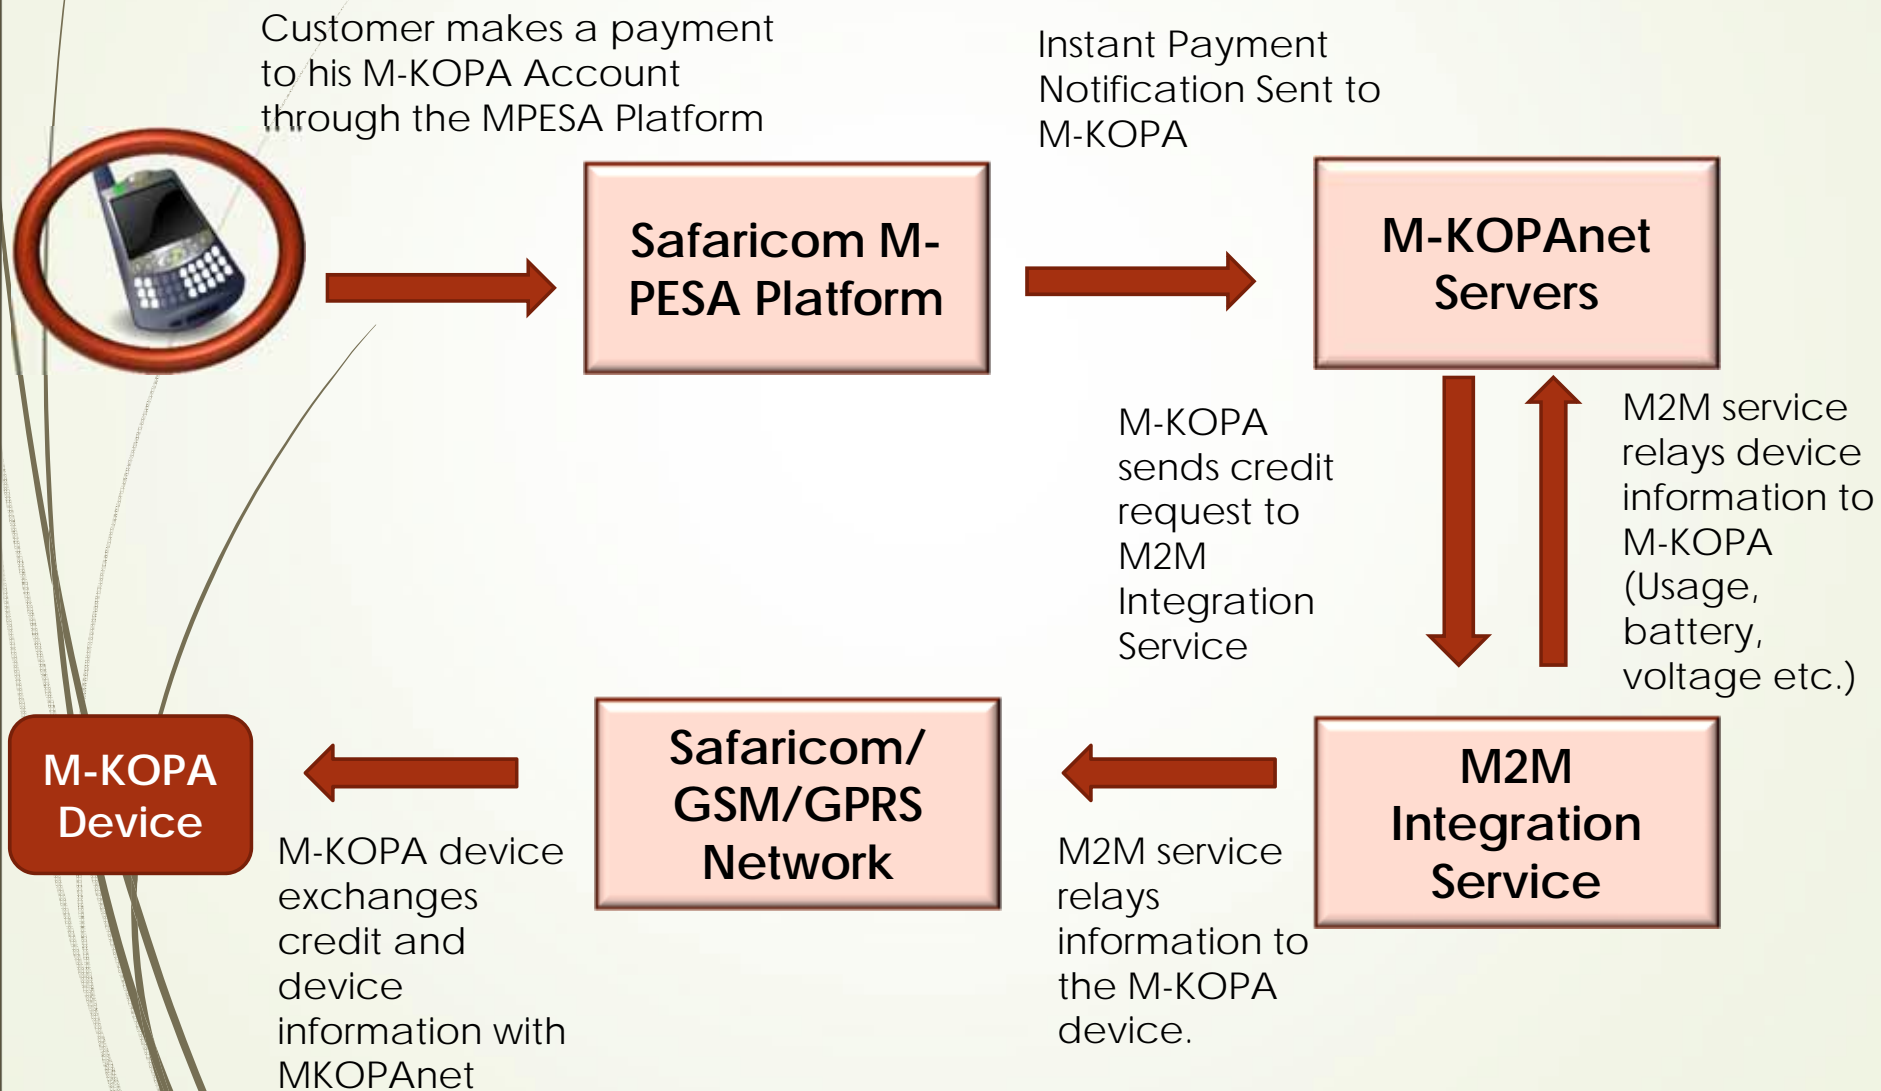 Customer makes a payment
to his M-KOPA Account
through the MPESA Platform
Instant Payment
Notification Sent to
M-KOPA
Safaricom M-
PESA Platform
M-KOPAnet
Servers
M-KOPA
sends credit
request to
M2M
Integration
Service
M2M service
relays device
information to
M-KOPA
(Usage,
battery,
voltage etc.)
M-KOPA
Device
Safaricom/
GSM/GPRS
Network
M2M
Integration
Service
M-KOPA device
exchanges
credit and
device
information with
MKOPAnet
M2M service
relays
information to
the M-KOPA
device.